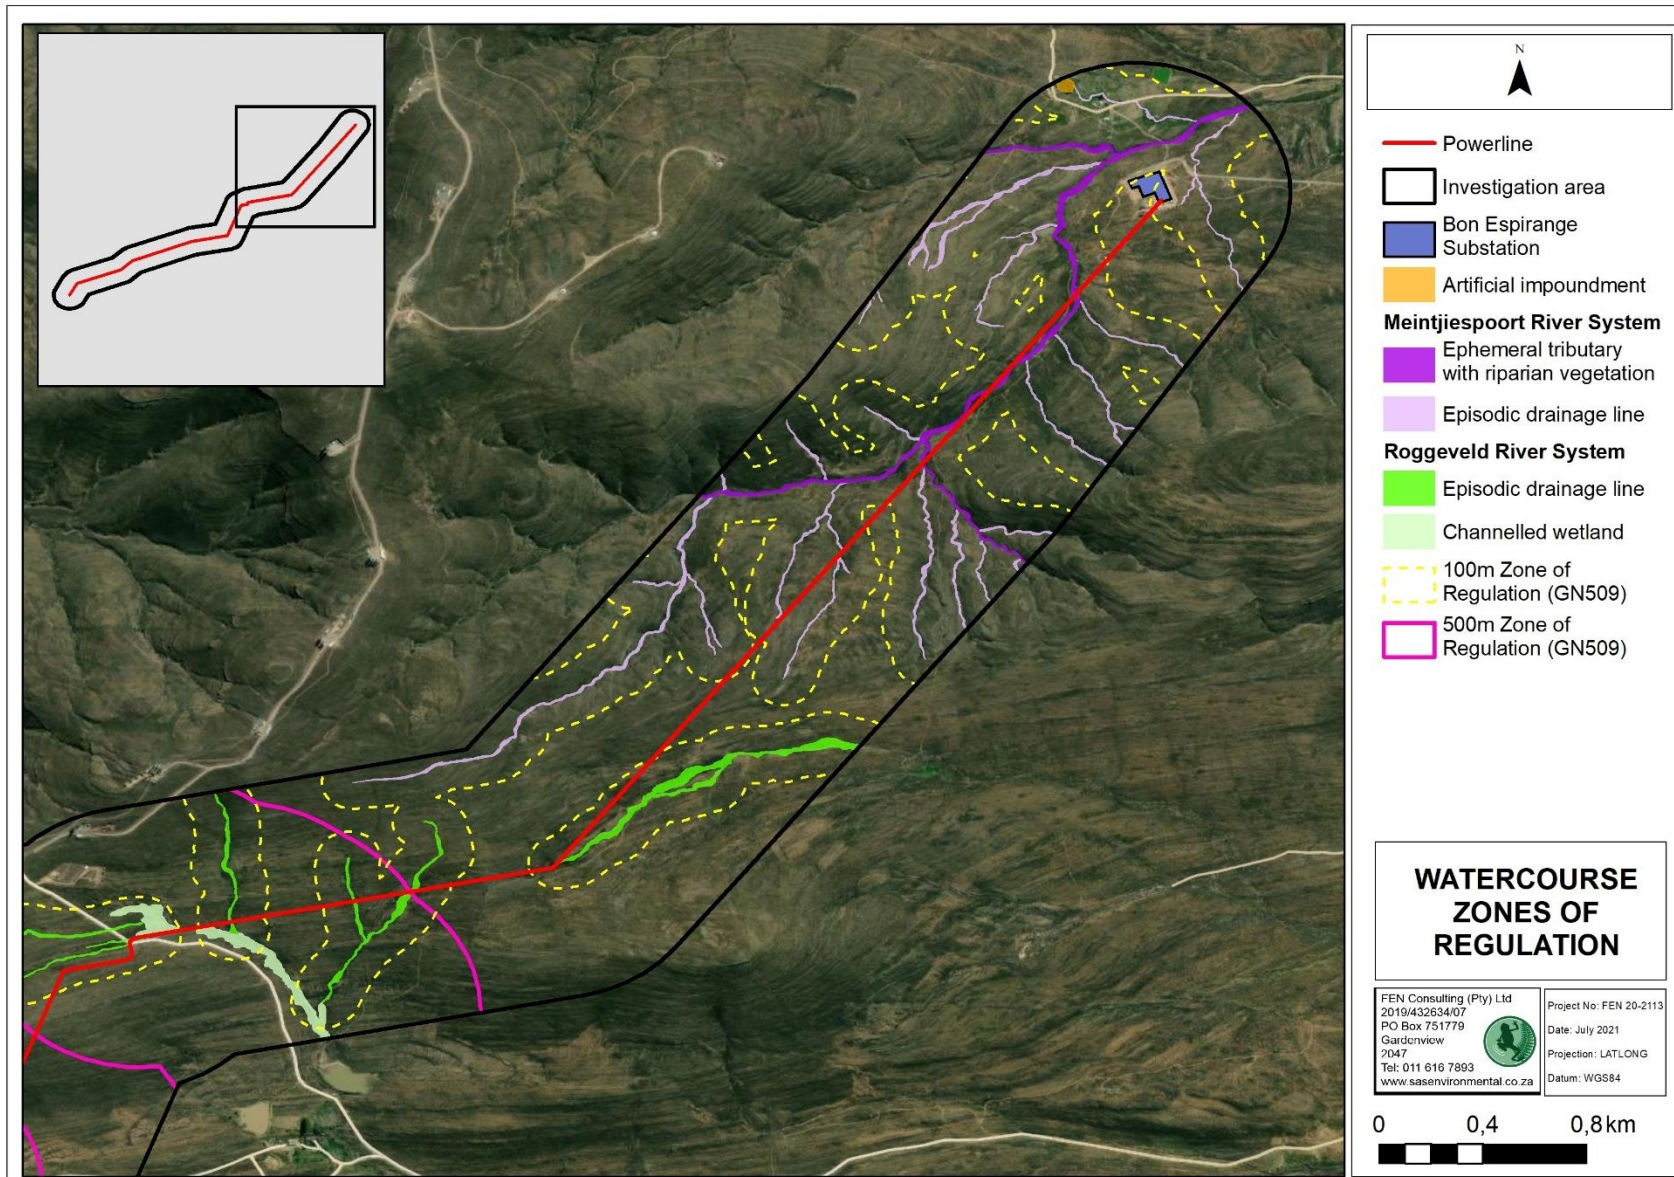 N
Powerline
Investigation area
Bon Espirange
Substation
Artificial impoundment
Meintjiespoort River System
Ephemeral tributary
with riparian vegetation
Episodic drainage line
Roggeveld River System
Episodic drainage line
Channelled wetland
100m Zone of
Regulation (GN509)
500m Zone of
Regulation (GN509)
WATERCOURSE
ZONES OF
REGULATION
FEN Consulting (Pty) Ltd
2019/432634/07
PO Box 751779
Gardenview
2047
Tel: 011 616 7893
www.sasenvironmental.co.za
Project No: FEN 20-2113
Date: July 2021
Projection: LATLONG
Datum: WGS84
0 0,4 0,8 km